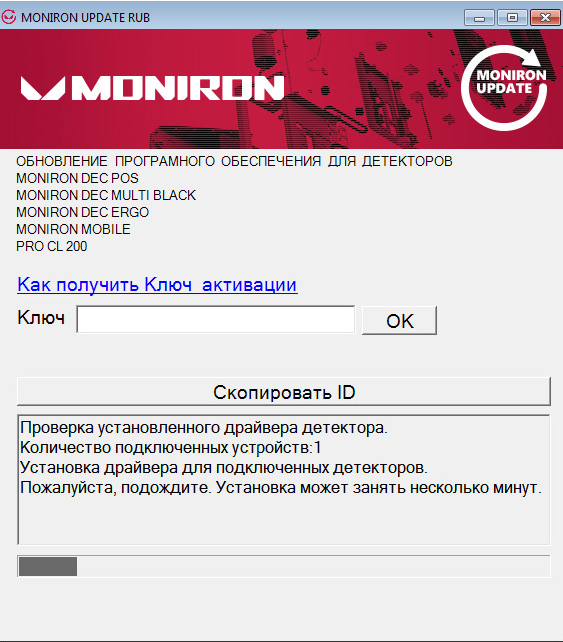 MONIRON UPDATE RUB
MONIRON
MONIRON
UPDATE
ОБНОВЛЕНИЕ ПРОГРАМНОГО ОБЕСПЕЧЕНИЯ ДЛЯ ДЕТЕКТОРОВ
MONIRON DEC POS
MONIRON DEC MULTI BLACK
MONIRON DEC ERGO
MONIRON MOBILE
PRO CL 200
Как получить Ключ активации
Ключ
OK
Скопировать ID
Проверка установленного драйвера детектора.
Количество подключенных устройств:1
Установка драйвера для подключенных детекторов.
Пожалуйста, подождите. Установка может занять несколько минут.